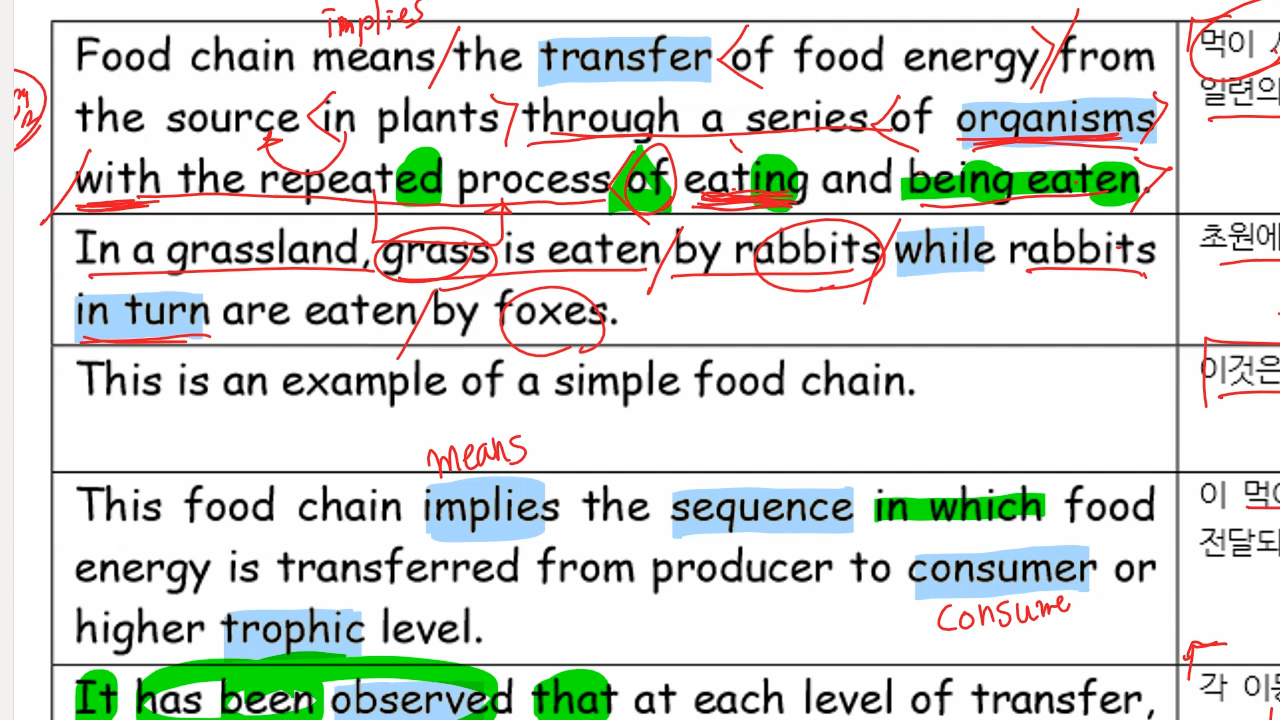 implies
Food chain means the transfer of food energy from
the source in plants through a series of organisms
with the repeated process of eating and being eaten.
In a grassland, grass is eaten by rabbits while rabbits
in turn are eaten by foxes.
This is an example of a simple food chain.
means
This food chain implies the sequence in which food
energy is transferred from producer to consumer or
consume
higher trophic level.
It has been observed that at each level of transfer,
먹이
일련의
초원에
이것은
이 먹이
전달되
각 이동